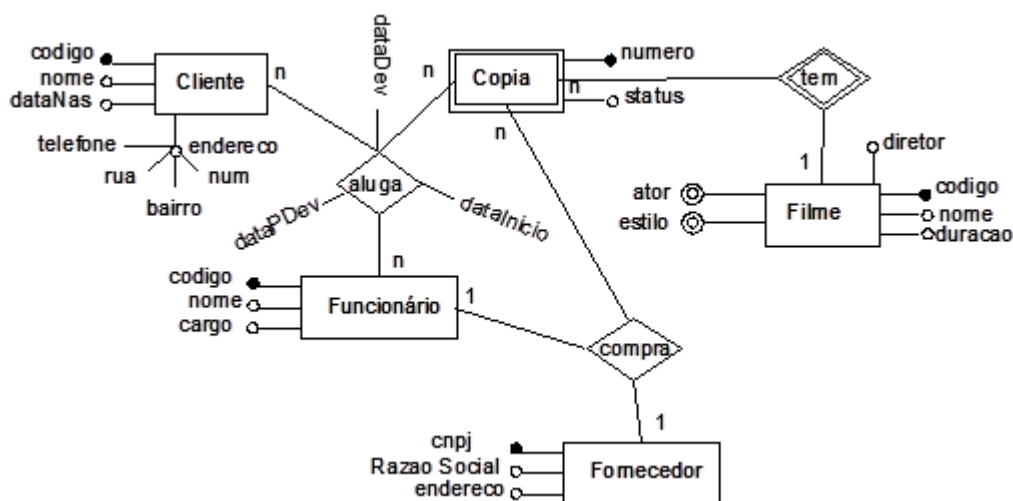 codigo
nome
dataNas
Cliente
n
telefone
endereco
rua
num
bairro
dataDev
n
Copia
numero
n
status
n
tem
1
diretor
ator
estilo
Filme
codigo
nome
duracao
aluga
dataPDev
dataInicio
n
codigo
nome
cargo
Funcionário
1
compra
1
cnpj
Razao Social
endereco
Fornecedor